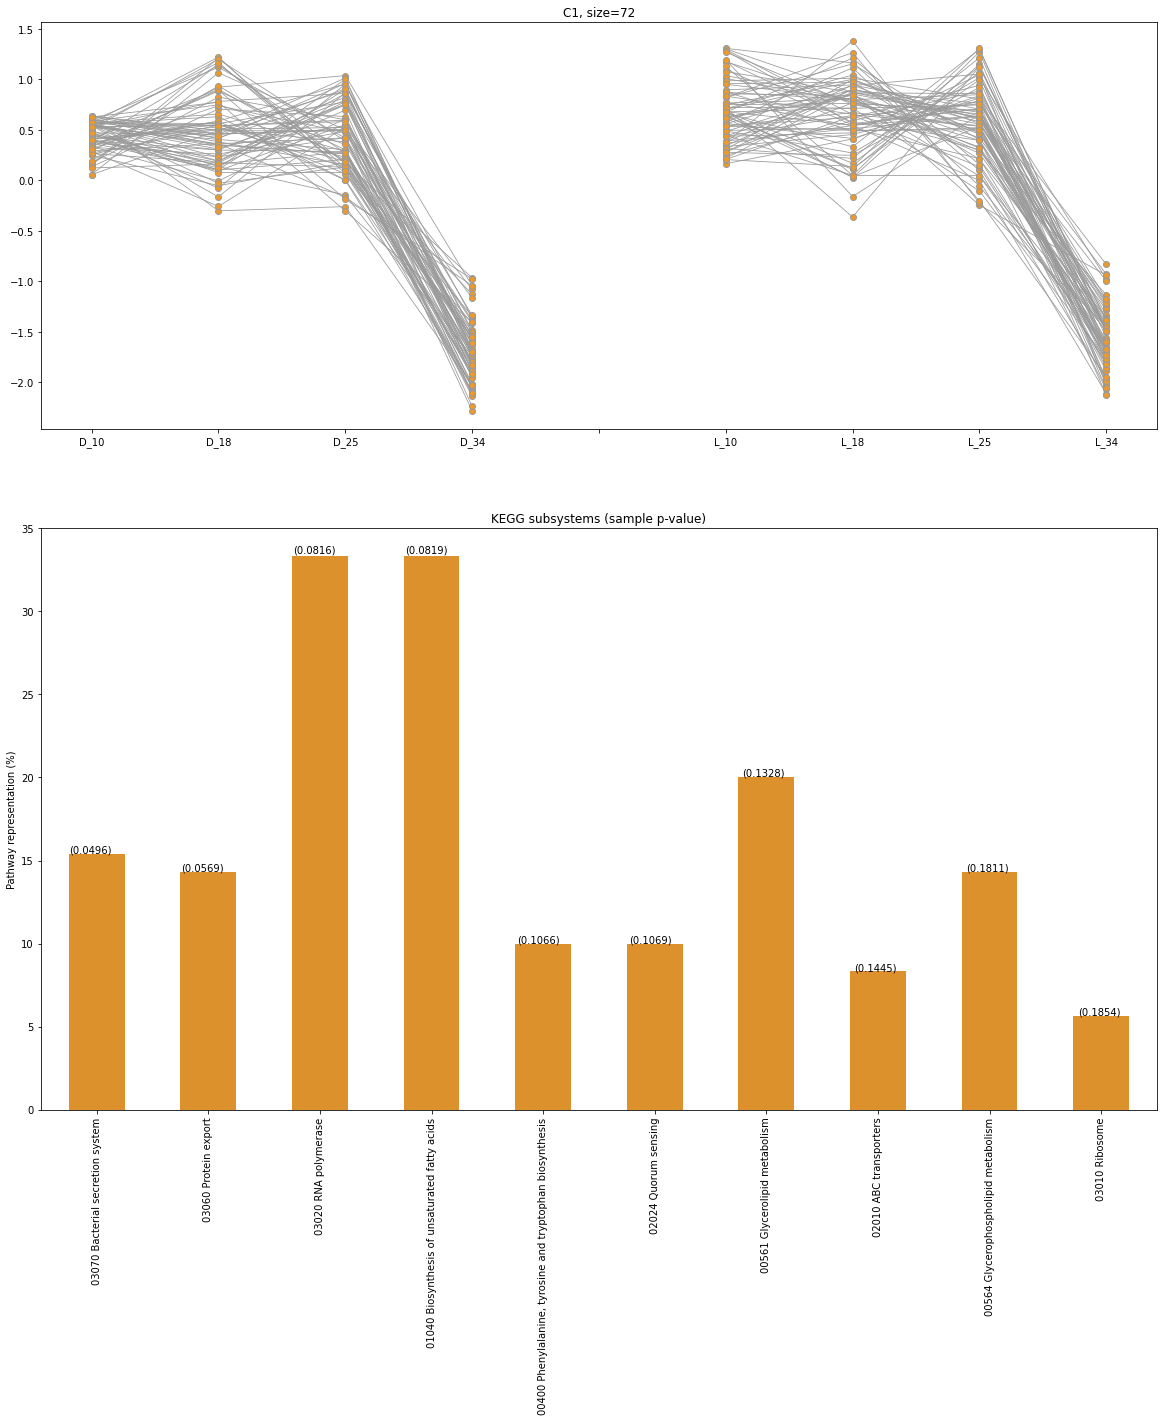 C1, size=72
1.5
1.0
0.5
0.0
−0.5
−1.0
−1.5
−2.0
D_10 D_18 D_25 D_34 L_10 L_18 L_25 L_34
KEGG subsystems (sample p-value)
Pathway representation (%)
35
30
25
20
15
10
5
0
(0.0496)
(0.0569)
(0.0816)
(0.0819)
(0.1066)
(0.1069)
(0.1328)
(0.1445)
(0.1811)
(0.1854)
03070 Bacterial secretion system
03060 Protein export
03020 RNA polymerase
01040 Biosynthesis of unsaturated fatty acids
00400 Phenylalanine, tyrosine and tryptophan biosynthesis
02024 Quorum sensing
00561 Glycerolipid metabolism
02010 ABC transporters
00564 Glycerophospholipid metabolism
03010 Ribosome